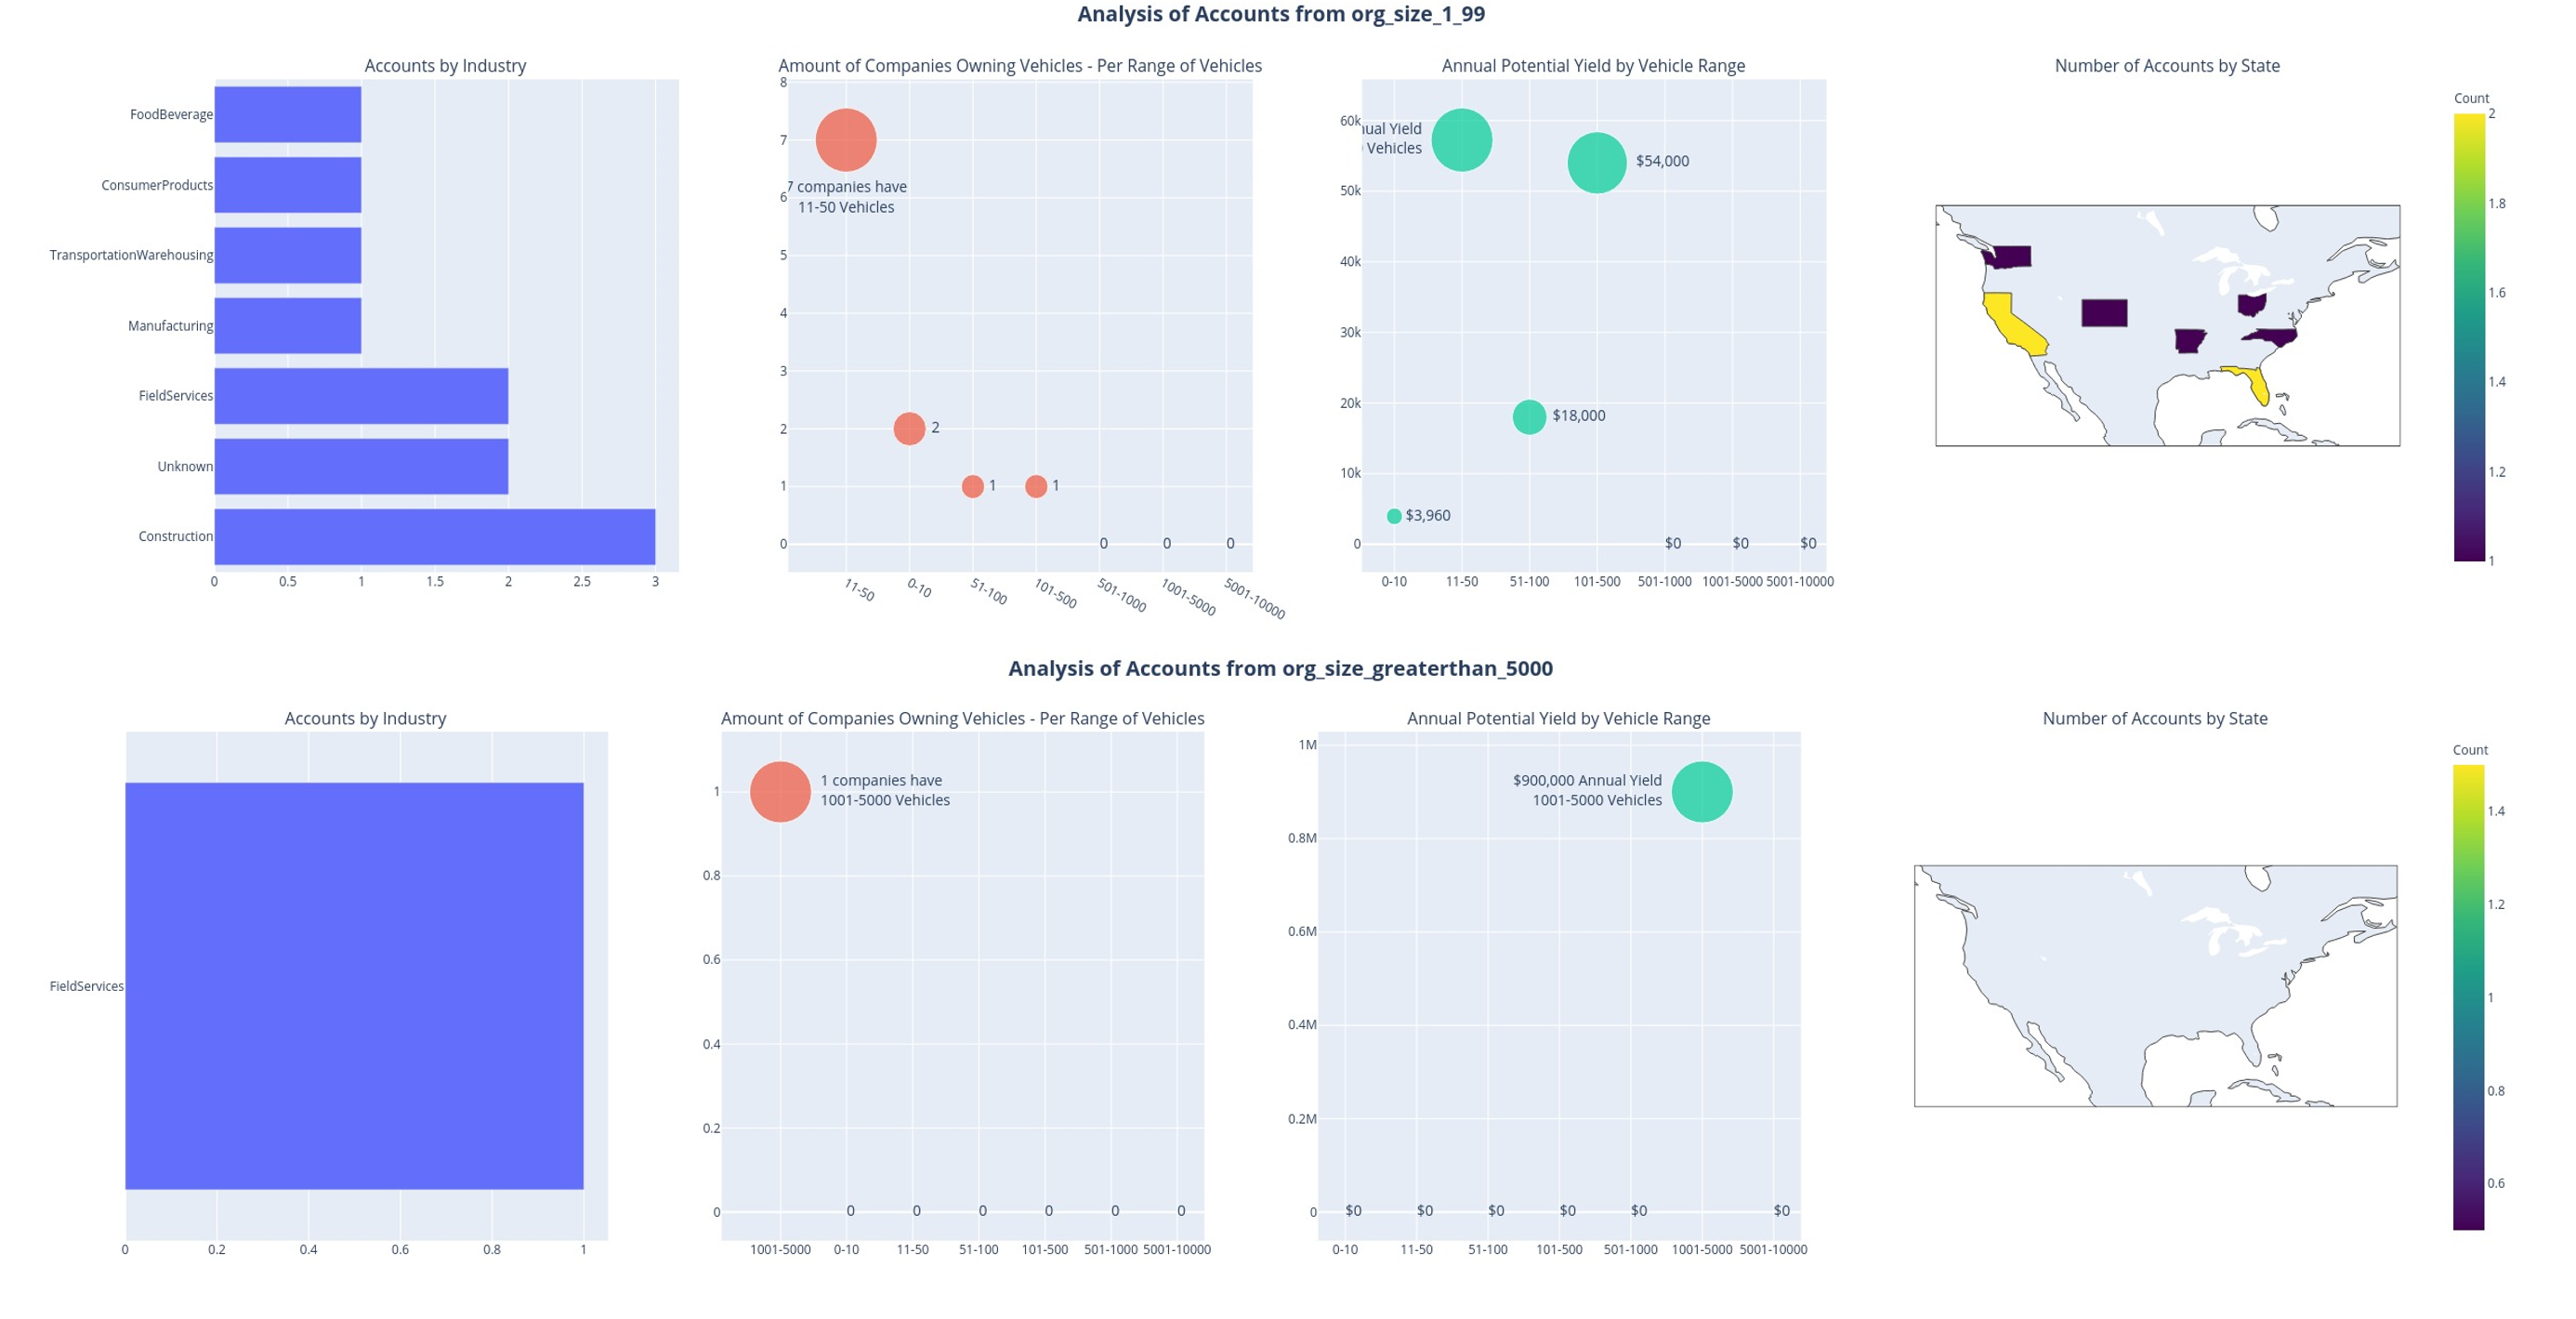 Analysis of Accounts from org_size_1_99
Accounts by Industry
FoodBeverage
ConsumerProducts
TransportationWarehousing
Manufacturing
FieldServices
Unknown
Construction
0 0.5 1 1.5 2 2.5 3
Amount of Companies Owning Vehicles - Per Range of Vehicles
8
7
6
5
4
3
2
1
0
7 companies have
11-50 Vehicles
2
1
1
0
0
0
11-50 0-10 51-100 101-500 501-1000 1001-5000 5001-10000
Annual Potential Yield by Vehicle Range
60k
50k
40k
30k
20k
10k
0
Yield
Vehicles
$54,000
$18,000
$3,960
$0
$0
$0
0-10 11-50 51-100 101-500 501-1000 1001-5000 5001-10000
Number of Accounts by State
Count
2
1.8
1.6
1.4
1.2
1
Analysis of Accounts from org_size_greaterthan_5000
Accounts by Industry
FieldServices
0 0.2 0.4 0.6 0.8 1
Amount of Companies Owning Vehicles - Per Range of Vehicles
1
0.8
0.6
0.4
0.2
0
1 companies have
1001-5000 Vehicles
0 0 0 0 0 0
1001-5000 0-10 11-50 51-100 101-500 501-1000 5001-10000
Annual Potential Yield by Vehicle Range
1M
0.8M
0.6M
0.4M
0.2M
0
$900,000 Annual Yield
1001-5000 Vehicles
$0 $0 $0 $0 $0 $0
0-10 11-50 51-100 101-500 501-1000 1001-5000 5001-10000
Number of Accounts by State
Count
1.4
1.2
1
0.8
0.6